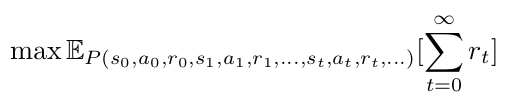 max 𝔼_{P(s_0,a_0,r_0,s_1,a_1,r_1,...,s_t,a_t,r_t,...)}[∑_{t=0}^{∞} r_t]